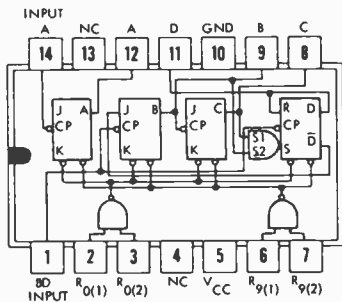 INPUT
A NC A D GND B C
14 13 12 11 10 9 8
J A J B J C R D
CP CP CP S1 CP
K K K S2 S D̅
1 2 3 4 5 6 7
BD INPUT R0(1) R0(2) NC VCC R9(1) R9(2)